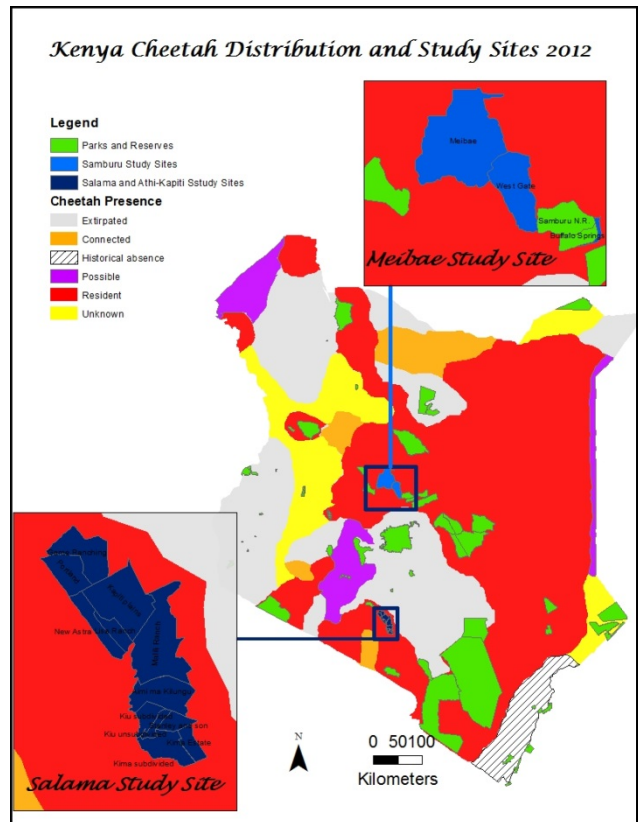 Kenya Cheetah Distribution and Study Sites 2012
Legend
Parks and Reserves
Samburu Study Sites
Salama and Athi-Kapiti Sstudy Sites
Cheetah Presence
Extirpated
Connected
Historical absence
Possible
Resident
Unknown
Meibae
West Gate
Samburu N.R.
Buffalo Springs
Meibae Study Site
New Astra
Kiu subdivided
Kiu unsubdivided
Kima Estate
Kima subdivided
Salama Study Site
N
0 50100
Kilometers